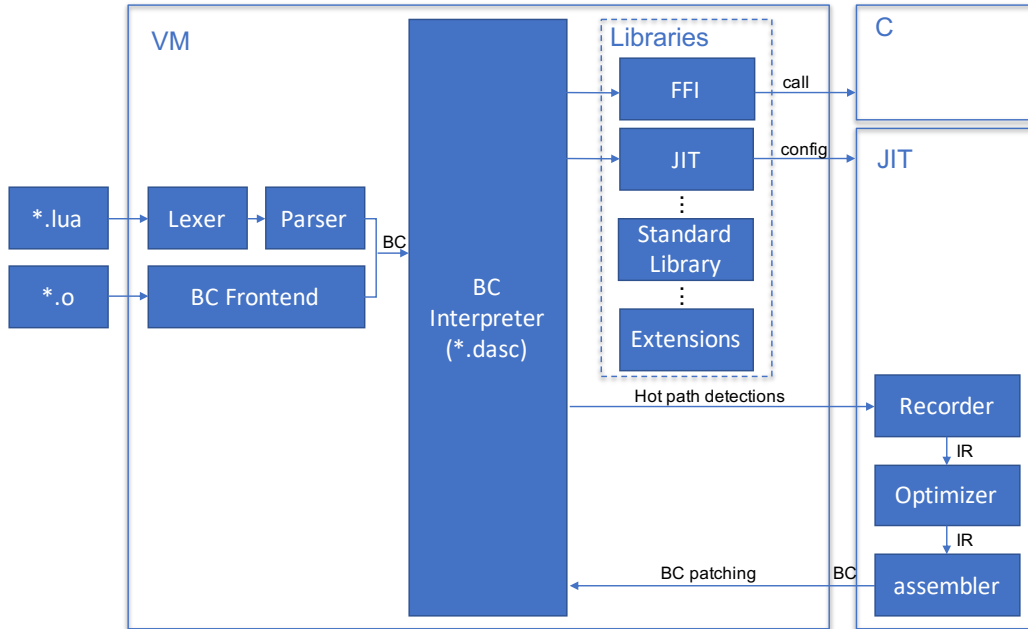 VM
Libraries
C
FFI
call
JIT
config
JIT
⋮
*.lua
Lexer
Parser
BC
Standard
Library
*.o
BC Frontend
BC
Interpreter
(*.dasc)
⋮
Extensions
Hot path detections
Recorder
IR
Optimizer
IR
BC patching
BC
assembler